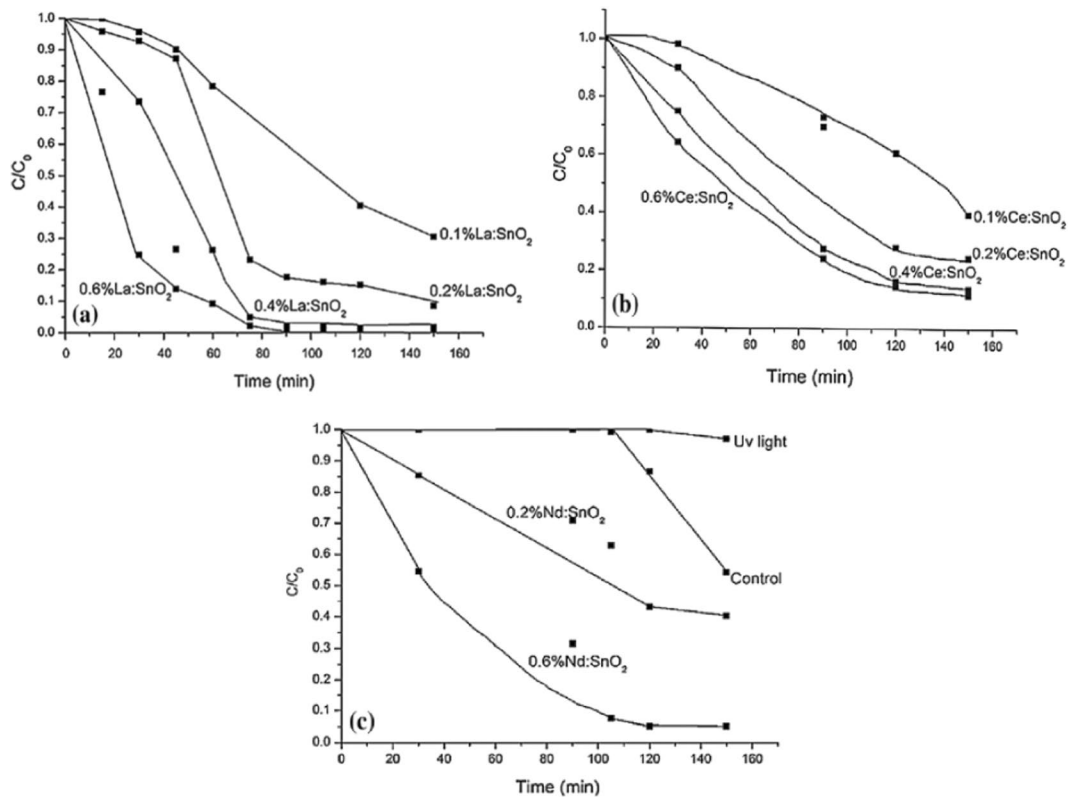 (a)
C/C₀
1.0
0.9
0.8
0.7
0.6
0.5
0.4
0.3
0.2
0.1
0.0
0.1%La:SnO₂
0.2%La:SnO₂
0.6%La:SnO₂
0.4%La:SnO₂
0 20 40 60 80 100 120 140 160
Time (min)
(b)
C/C₀
1.0
0.8
0.6
0.4
0.2
0.0
0.6%Ce:SnO₂
0.1%Ce:SnO₂
0.2%Ce:SnO₂
0.4%Ce:SnO₂
0 20 40 60 80 100 120 140 160
Time (min)
(c)
C/C₀
1.0
0.9
0.8
0.7
0.6
0.5
0.4
0.3
0.2
0.1
0.0
Uv light
0.2%Nd:SnO₂
Control
0.6%Nd:SnO₂
0 20 40 60 80 100 120 140 160
Time (min)